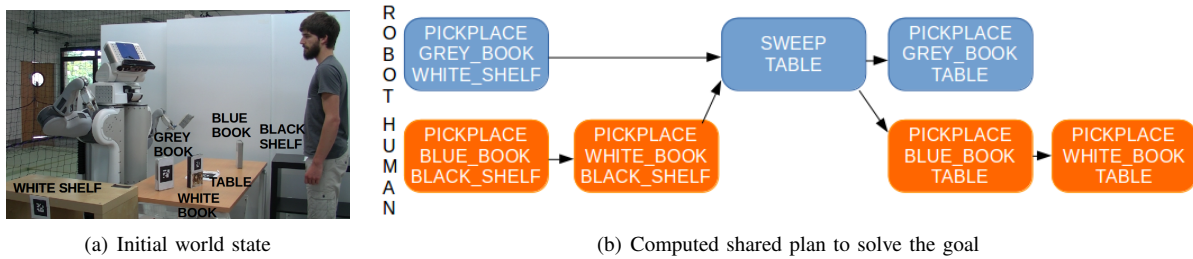 BLUE
BOOK
GREY
BOOK
BLACK
SHELF
WHITE SHELF
TABLE
WHITE
BOOK
(a) Initial world state
R
O
B
O
T
H
U
M
A
N
PICKPLACE
GREY_BOOK
WHITE_SHELF
SWEEP
TABLE
PICKPLACE
GREY_BOOK
TABLE
PICKPLACE
BLUE_BOOK
BLACK_SHELF
PICKPLACE
WHITE_BOOK
BLACK_SHELF
PICKPLACE
BLUE_BOOK
TABLE
PICKPLACE
WHITE_BOOK
TABLE
(b) Computed shared plan to solve the goal